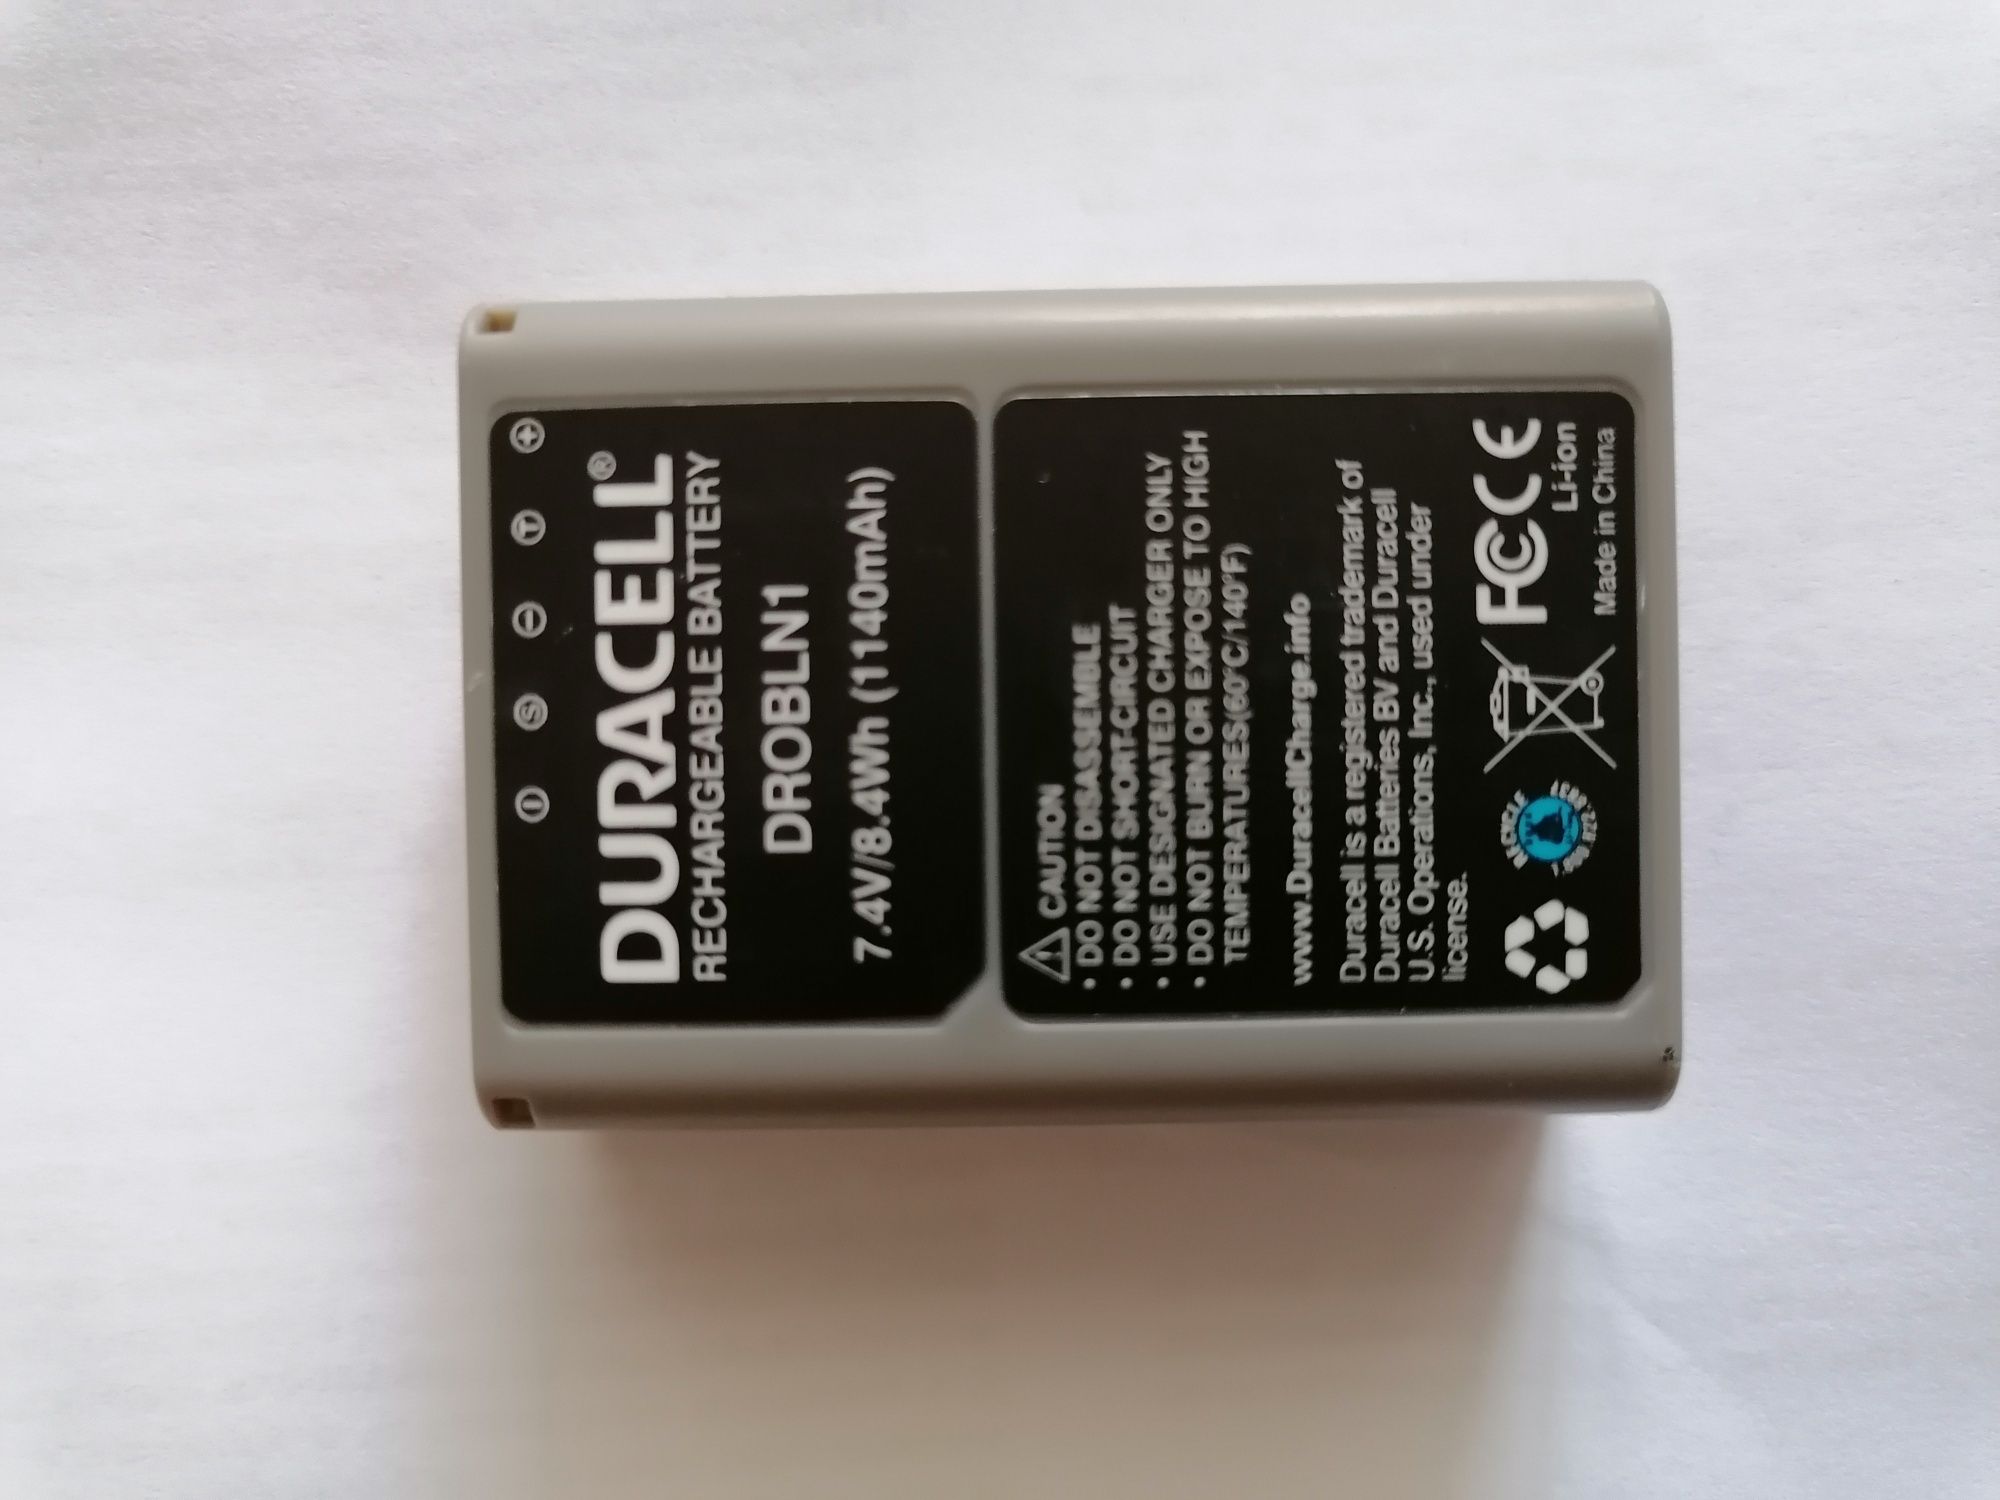 DURACELL®
RECHARGEABLE BATTERY
DROBLN1
7.4V/8.4Wh (1140mAh)
CAUTION
• DO NOT DISASSEMBLE
• DO NOT SHORT-CIRCUIT
• USE DESIGNATED CHARGER ONLY
• DO NOT BURN OR EXPOSE TO HIGH
TEMPERATURES(60°C/140°F)
www.DuracellCharge.info
Duracell is a registered trademark of
Duracell Batteries BV and Duracell
U.S. Operations, Inc., used under
license.
RECYCLE
FC CE
Li-ion
Made in China